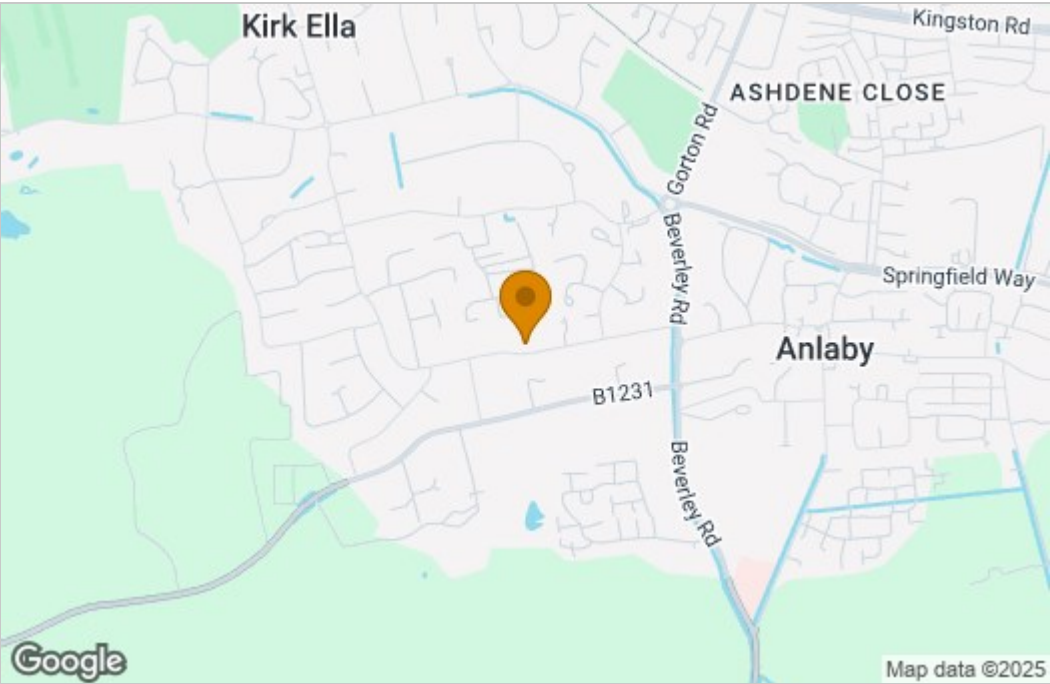 Kirk Ella
Kingston Rd
ASHDENE CLOSE
Gorton Rd
Beverley Rd
Springfield Way
Anlaby
B1231
Beverley Rd
Google
Map data ©2025